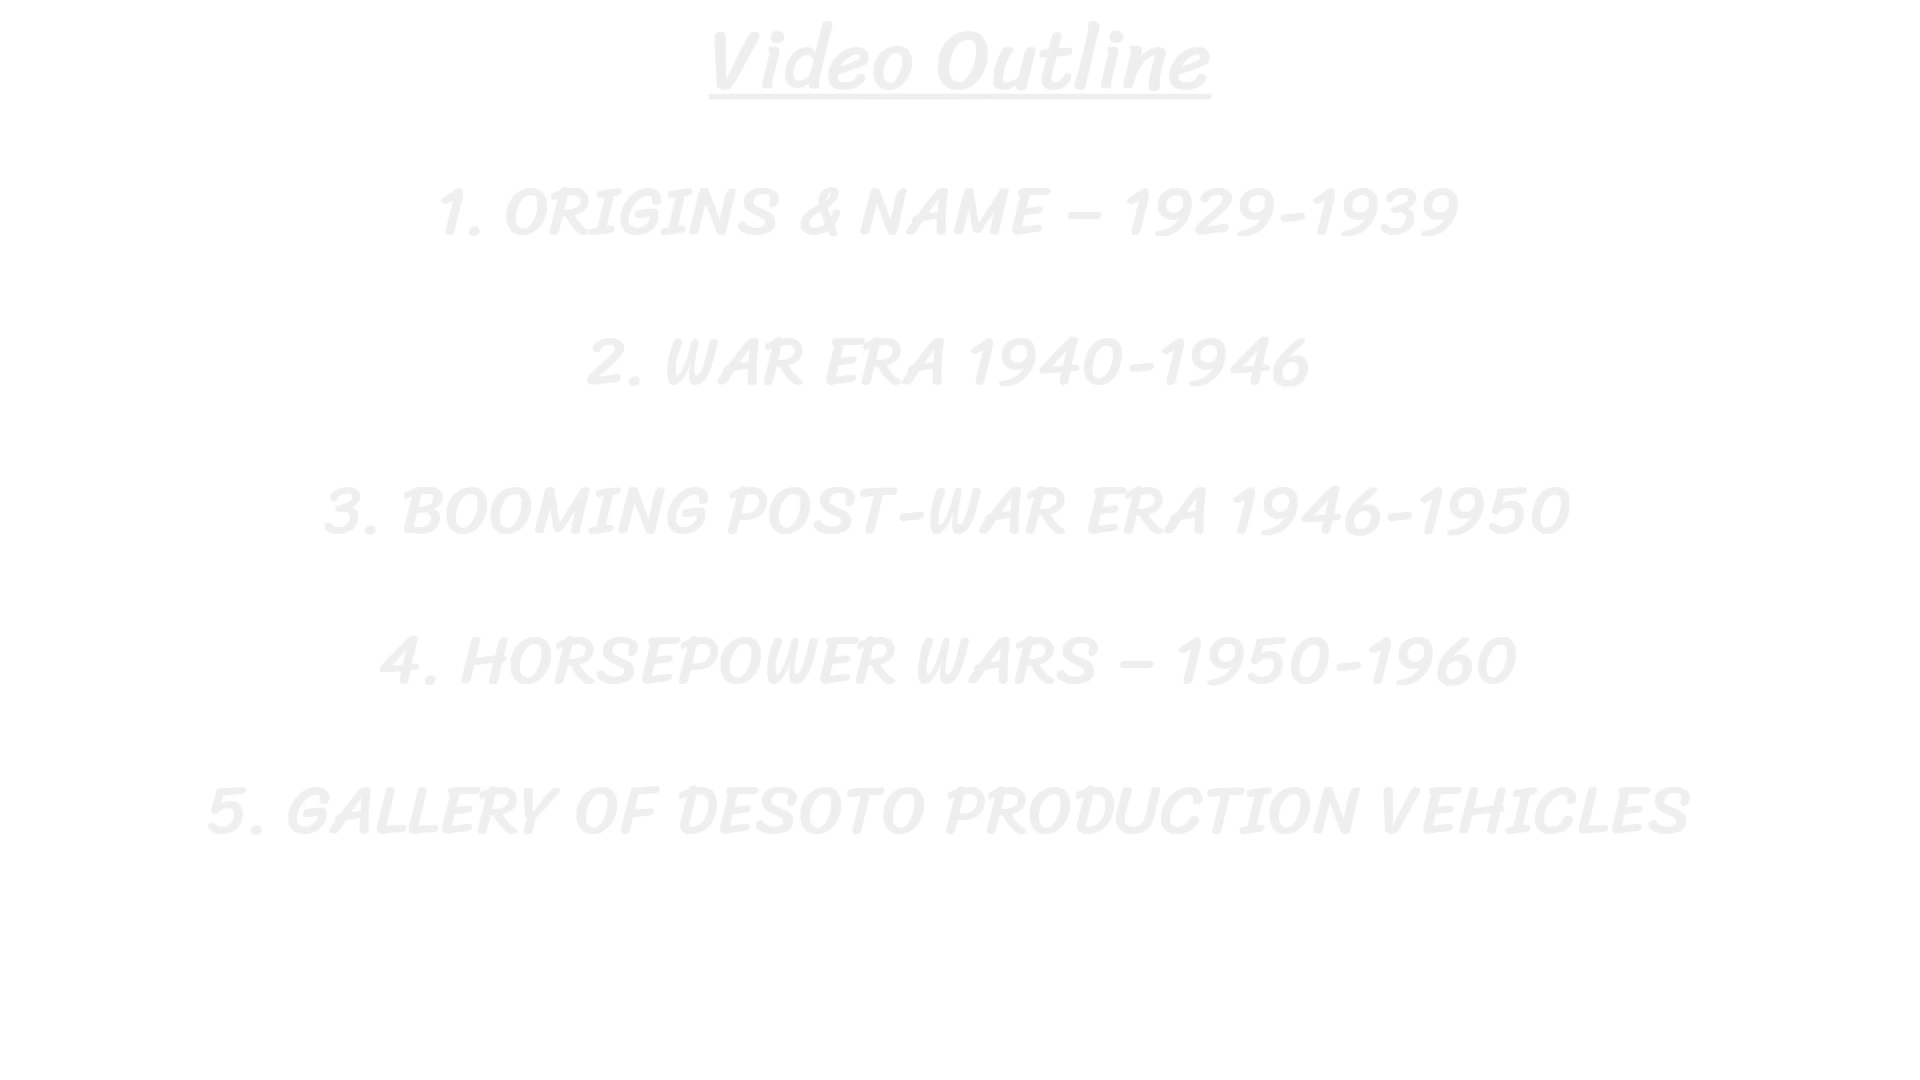 Video Outline
1. ORIGINS & NAME – 1929-1939
2. WAR ERA 1940-1946
3. BOOMING POST-WAR ERA 1946-1950
4. HORSEPOWER WARS – 1950-1960
5. GALLERY OF DESOTO PRODUCTION VEHICLES